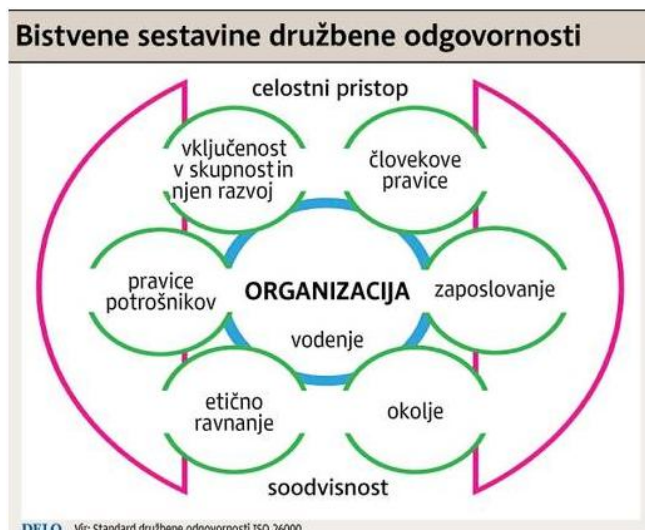 Bistvene sestavine družbene odgovornosti
celostni pristop
vključenost
v skupnost in
njen razvoj
človekove
pravice
pravice
potrošnikov
ORGANIZACIJA
vodenje
zaposlovanje
etično
ravnanje
okolje
soodvisnost
DELO Vir: Standard družbene odgovornosti ISO 26000